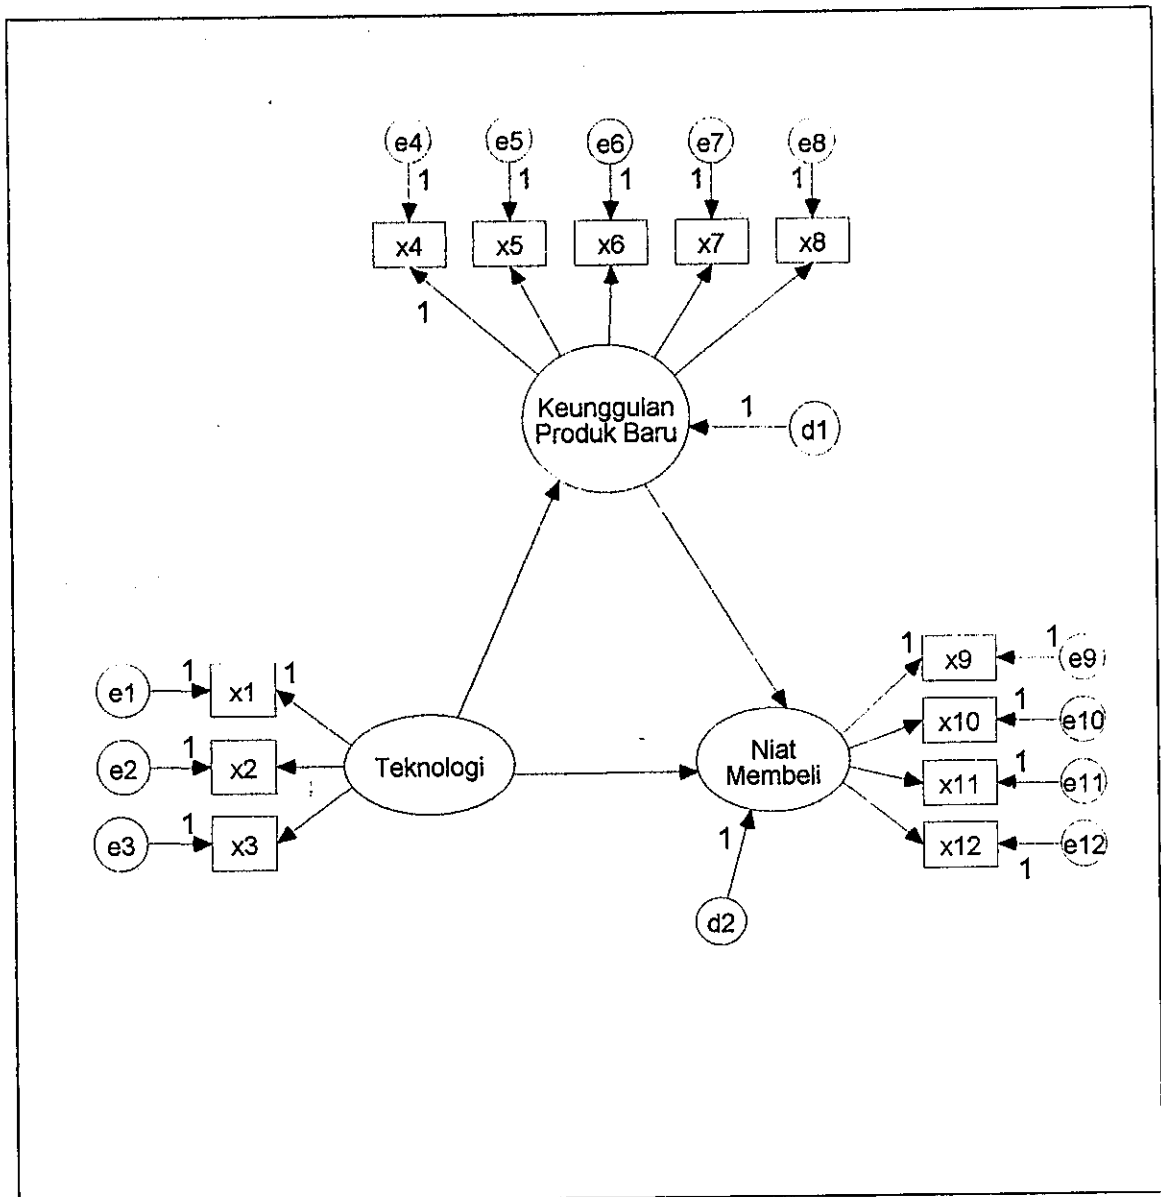 e4 e5 e6 e7 e8
1 1 1 1 1
x4 x5 x6 x7 x8
1
Keunggulan
Produk Baru
1
d1
e1 1 x1 1
e2 1 x2
e3 1 x3
Teknologi
Niat
Membeli
1 x9 1 e9
x10 1 e10
x11 1 e11
x12 1 e12
1
d2